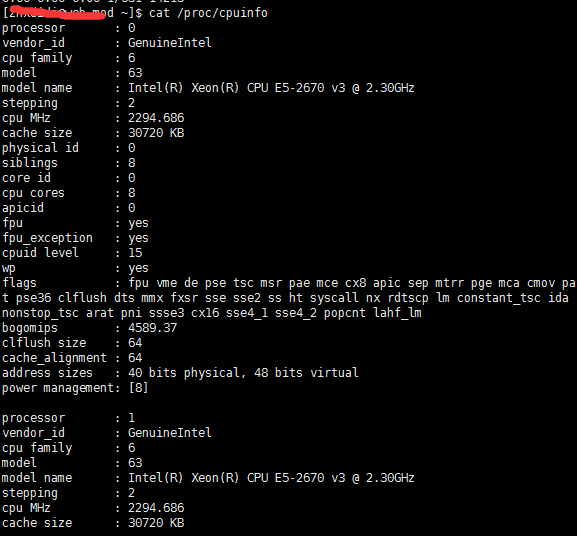 mod ~]$ cat /proc/cpuinfo
processor : 0
vendor_id : GenuineIntel
cpu family : 6
model : 63
model name : Intel(R) Xeon(R) CPU E5-2670 v3 @ 2.30GHz
stepping : 2
cpu MHz : 2294.686
cache size : 30720 KB
physical id : 0
siblings : 8
core id : 0
cpu cores : 8
apicid : 0
fpu : yes
fpu_exception : yes
cpuid level : 15
wp : yes
flags : fpu vme de pse tsc msr pae mce cx8 apic sep mtrr pge mca cmov pa
t pse36 clflush dts mmx fxsr sse sse2 ss ht syscall nx rdtscp lm constant_tsc ida
nonstop_tsc arat pni ssse3 cx16 sse4_1 sse4_2 popcnt lahf_lm
bogomips : 4589.37
clflush size : 64
cache_alignment : 64
address sizes : 40 bits physical, 48 bits virtual
power management: [8]
processor : 1
vendor_id : GenuineIntel
cpu family : 6
model : 63
model name : Intel(R) Xeon(R) CPU E5-2670 v3 @ 2.30GHz
stepping : 2
cpu MHz : 2294.686
cache size : 30720 KB